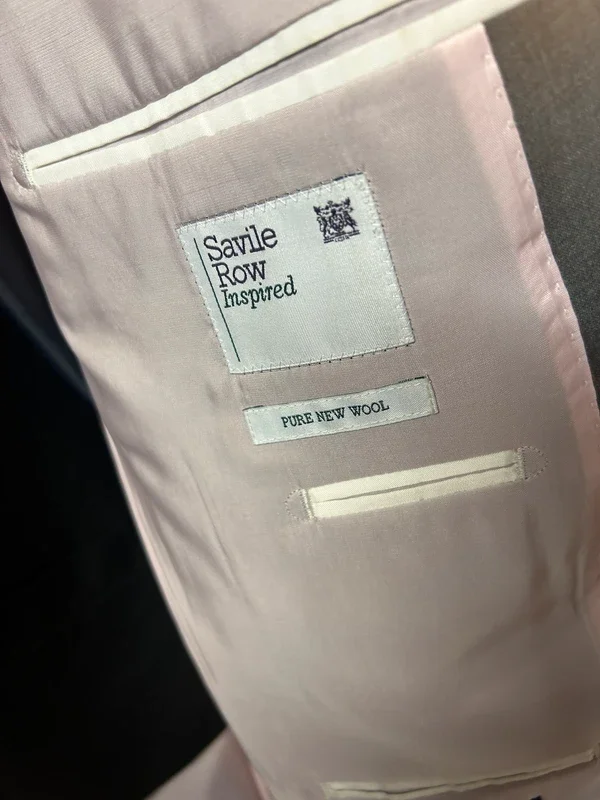 Savile
Row
Inspired
PURE NEW WOOL